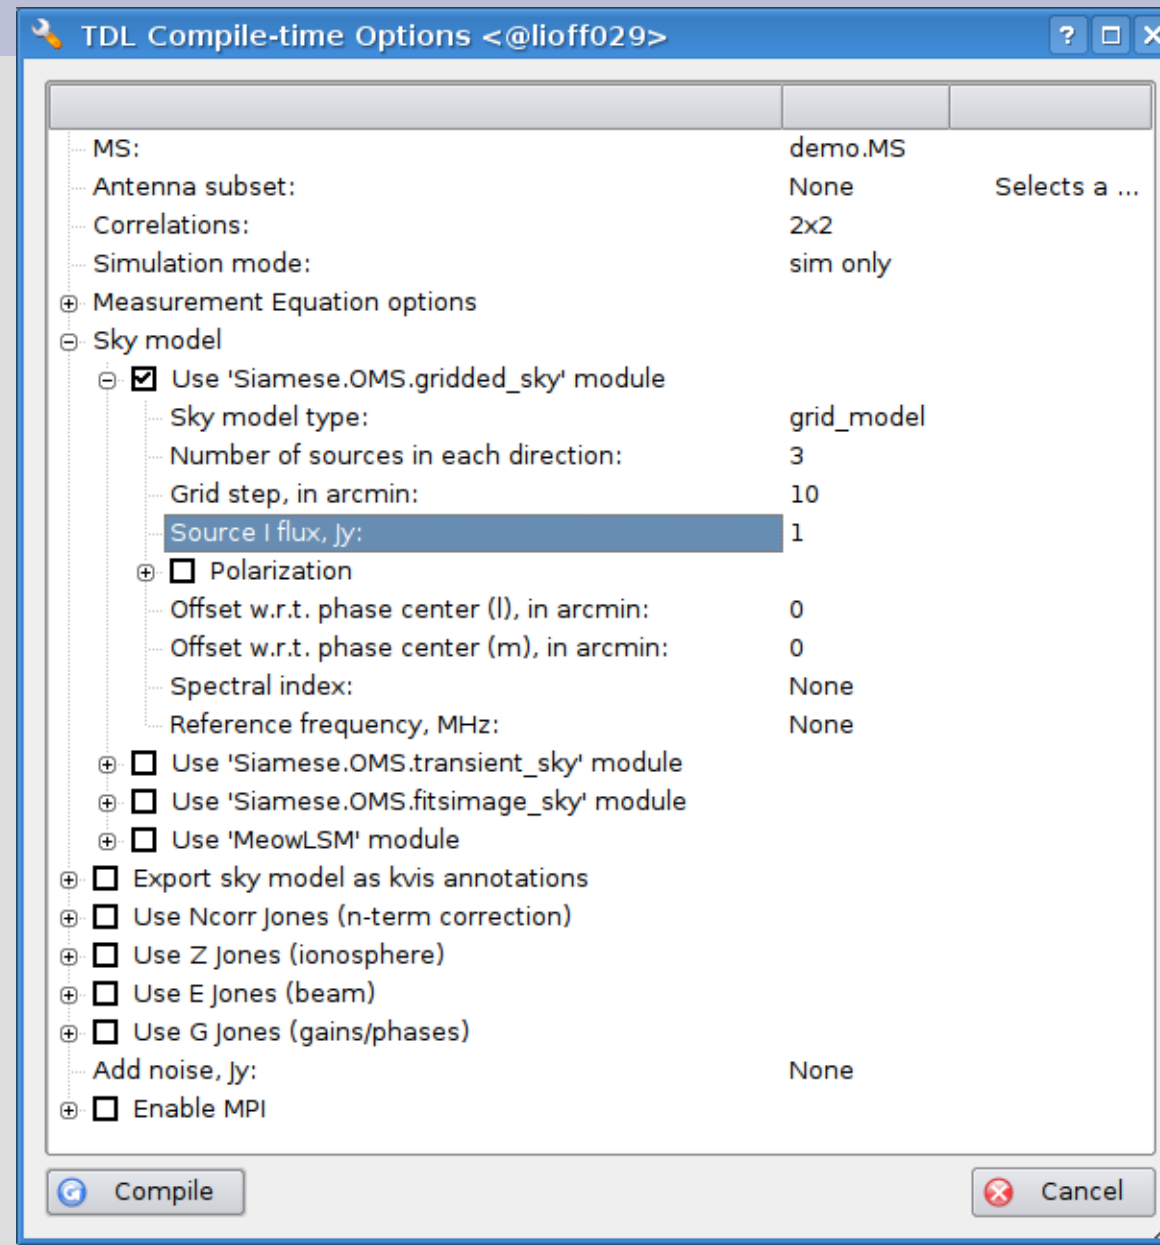 TDL Compile-time Options <@lioff029>
MS: demo.MS
Antenna subset: None Selects a ...
Correlations: 2x2
Simulation mode: sim only
Measurement Equation options
Sky model
Use 'Siamese.OMS.gridded_sky' module
Sky model type: grid_model
Number of sources in each direction: 3
Grid step, in arcmin: 10
Source I flux, Jy: 1
Polarization
Offset w.r.t. phase center (l), in arcmin: 0
Offset w.r.t. phase center (m), in arcmin: 0
Spectral index: None
Reference frequency, MHz: None
Use 'Siamese.OMS.transient_sky' module
Use 'Siamese.OMS.fitsimage_sky' module
Use 'MeowLSM' module
Export sky model as kvis annotations
Use Ncorr Jones (n-term correction)
Use Z Jones (ionosphere)
Use E Jones (beam)
Use G Jones (gains/phases)
Add noise, Jy: None
Enable MPI
Compile Cancel